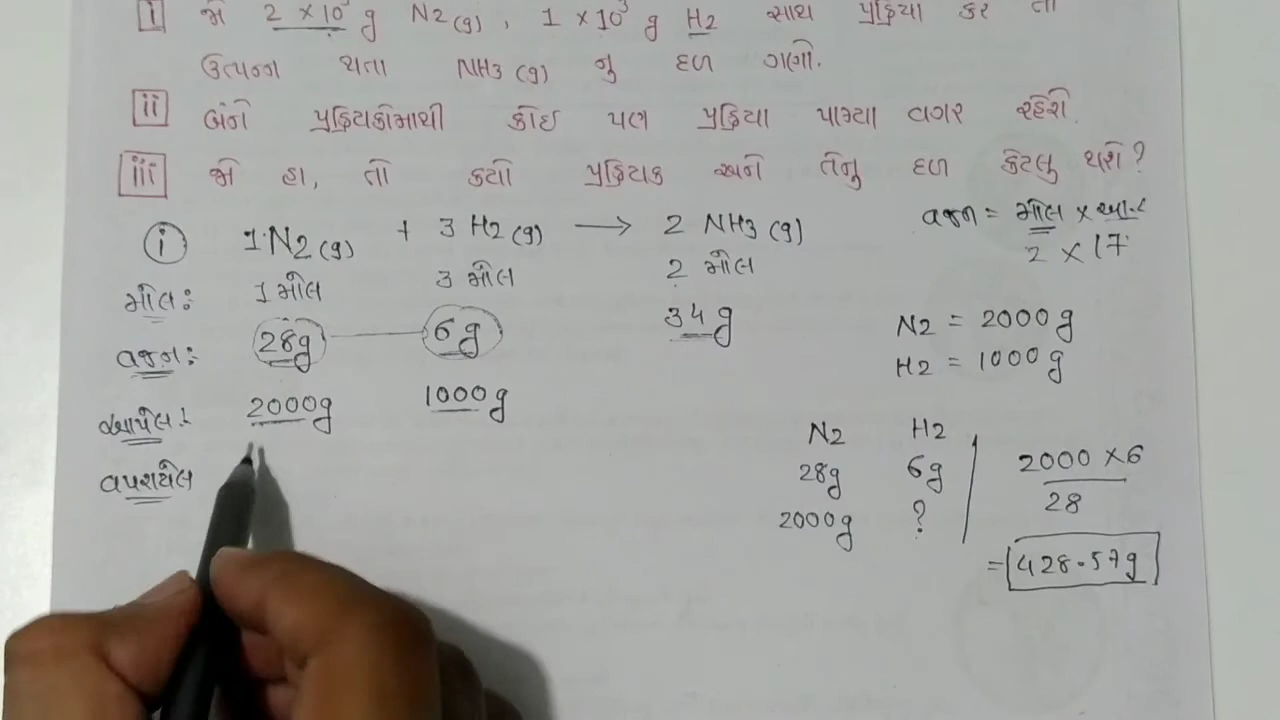 i જો 2 × 10³ g N2(g), 1 × 10³ g H2 સાથ પ્રક્રિયા કર તો
ઉત્પન્ન થતા NH3 (g) નુ દળ ગણો.
ii બંને પ્રક્રિયકોમાથી કોઈ પણ પ્રક્રિયા પામ્યા વગર રહેશે.
iii જો હા, તો કયો પ્રક્રિયક અને તેનુ દળ કેટલુ થશે?
i 1 N2(g) + 3 H2(g) → 2 NH3(g)
વજન = મોલ ×
2 × 17
મોલ: 1 મોલ 3 મોલ 2 મોલ
વજન: 28g 6g 34g
N2 = 2000g
H2 = 1000g
આપેલ: 2000g 1000g
વપરાયેલ
N2 H2
28g 6g
2000g ?
2000 × 6
28
= 428.57g